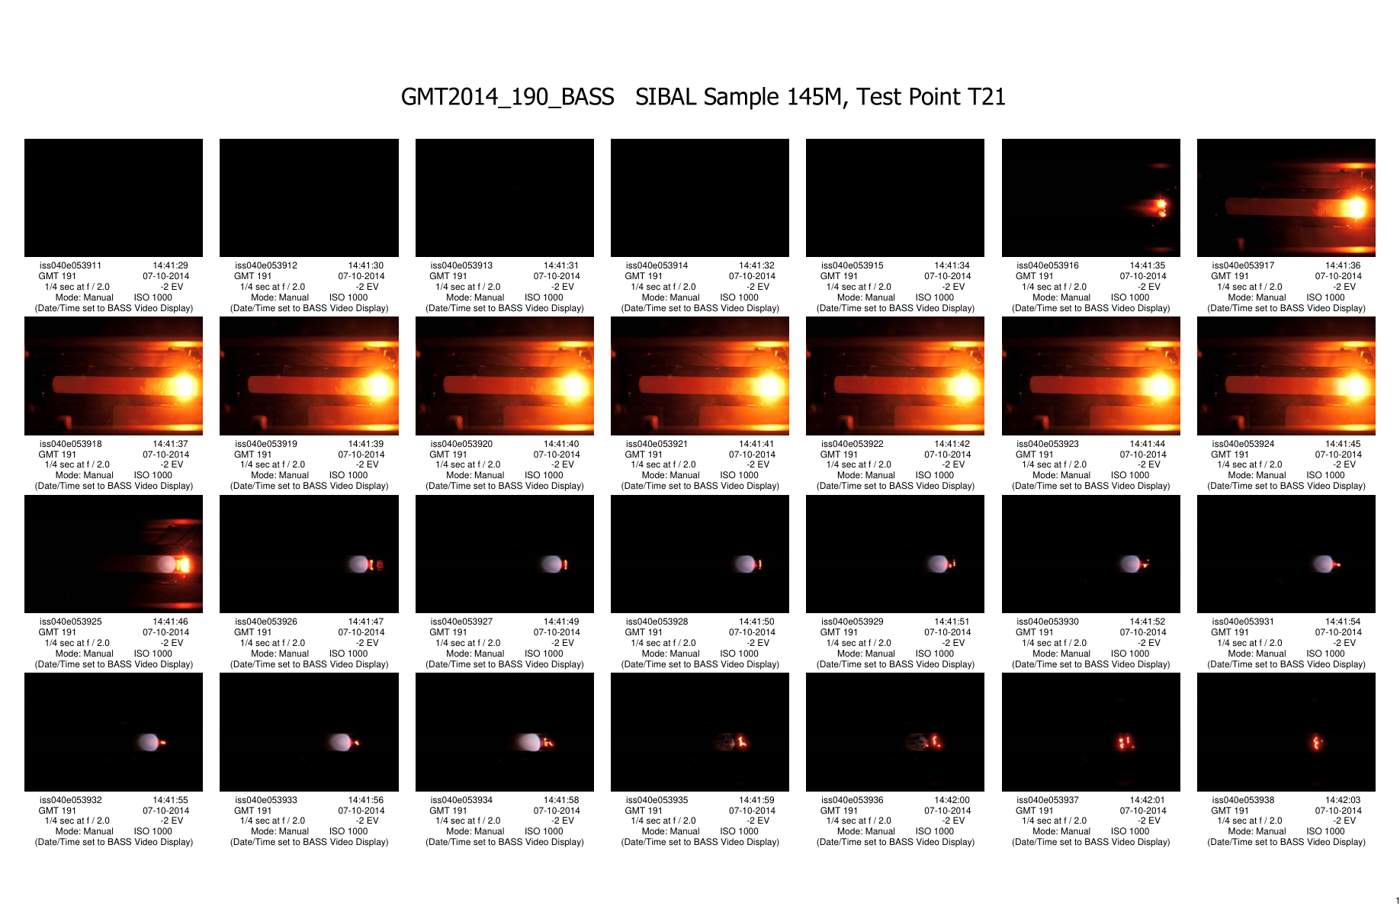 GMT2014_190_BASS SIBAL Sample 145M, Test Point T21
iss040e053911 14:41:29
GMT 191 07-10-2014
1/4 sec at f / 2.0 -2 EV
Mode: Manual ISO 1000
(Date/Time set to BASS Video Display)
iss040e053912 14:41:30
GMT 191 07-10-2014
1/4 sec at f / 2.0 -2 EV
Mode: Manual ISO 1000
(Date/Time set to BASS Video Display)
iss040e053913 14:41:31
GMT 191 07-10-2014
1/4 sec at f / 2.0 -2 EV
Mode: Manual ISO 1000
(Date/Time set to BASS Video Display)
iss040e053914 14:41:32
GMT 191 07-10-2014
1/4 sec at f / 2.0 -2 EV
Mode: Manual ISO 1000
(Date/Time set to BASS Video Display)
iss040e053915 14:41:34
GMT 191 07-10-2014
1/4 sec at f / 2.0 -2 EV
Mode: Manual ISO 1000
(Date/Time set to BASS Video Display)
iss040e053916 14:41:35
GMT 191 07-10-2014
1/4 sec at f / 2.0 -2 EV
Mode: Manual ISO 1000
(Date/Time set to BASS Video Display)
iss040e053917 14:41:36
GMT 191 07-10-2014
1/4 sec at f / 2.0 -2 EV
Mode: Manual ISO 1000
(Date/Time set to BASS Video Display)
iss040e053918 14:41:37
GMT 191 07-10-2014
1/4 sec at f / 2.0 -2 EV
Mode: Manual ISO 1000
(Date/Time set to BASS Video Display)
iss040e053919 14:41:39
GMT 191 07-10-2014
1/4 sec at f / 2.0 -2 EV
Mode: Manual ISO 1000
(Date/Time set to BASS Video Display)
iss040e053920 14:41:40
GMT 191 07-10-2014
1/4 sec at f / 2.0 -2 EV
Mode: Manual ISO 1000
(Date/Time set to BASS Video Display)
iss040e053921 14:41:41
GMT 191 07-10-2014
1/4 sec at f / 2.0 -2 EV
Mode: Manual ISO 1000
(Date/Time set to BASS Video Display)
iss040e053922 14:41:42
GMT 191 07-10-2014
1/4 sec at f / 2.0 -2 EV
Mode: Manual ISO 1000
(Date/Time set to BASS Video Display)
iss040e053923 14:41:44
GMT 191 07-10-2014
1/4 sec at f / 2.0 -2 EV
Mode: Manual ISO 1000
(Date/Time set to BASS Video Display)
iss040e053924 14:41:45
GMT 191 07-10-2014
1/4 sec at f / 2.0 -2 EV
Mode: Manual ISO 1000
(Date/Time set to BASS Video Display)
iss040e053925 14:41:46
GMT 191 07-10-2014
1/4 sec at f / 2.0 -2 EV
Mode: Manual ISO 1000
(Date/Time set to BASS Video Display)
iss040e053926 14:41:47
GMT 191 07-10-2014
1/4 sec at f / 2.0 -2 EV
Mode: Manual ISO 1000
(Date/Time set to BASS Video Display)
iss040e053927 14:41:49
GMT 191 07-10-2014
1/4 sec at f / 2.0 -2 EV
Mode: Manual ISO 1000
(Date/Time set to BASS Video Display)
iss040e053928 14:41:50
GMT 191 07-10-2014
1/4 sec at f / 2.0 -2 EV
Mode: Manual ISO 1000
(Date/Time set to BASS Video Display)
iss040e053929 14:41:51
GMT 191 07-10-2014
1/4 sec at f / 2.0 -2 EV
Mode: Manual ISO 1000
(Date/Time set to BASS Video Display)
iss040e053930 14:41:52
GMT 191 07-10-2014
1/4 sec at f / 2.0 -2 EV
Mode: Manual ISO 1000
(Date/Time set to BASS Video Display)
iss040e053931 14:41:54
GMT 191 07-10-2014
1/4 sec at f / 2.0 -2 EV
Mode: Manual ISO 1000
(Date/Time set to BASS Video Display)
iss040e053932 14:41:55
GMT 191 07-10-2014
1/4 sec at f / 2.0 -2 EV
Mode: Manual ISO 1000
(Date/Time set to BASS Video Display)
iss040e053933 14:41:56
GMT 191 07-10-2014
1/4 sec at f / 2.0 -2 EV
Mode: Manual ISO 1000
(Date/Time set to BASS Video Display)
iss040e053934 14:41:58
GMT 191 07-10-2014
1/4 sec at f / 2.0 -2 EV
Mode: Manual ISO 1000
(Date/Time set to BASS Video Display)
iss040e053935 14:41:59
GMT 191 07-10-2014
1/4 sec at f / 2.0 -2 EV
Mode: Manual ISO 1000
(Date/Time set to BASS Video Display)
iss040e053936 14:42:00
GMT 191 07-10-2014
1/4 sec at f / 2.0 -2 EV
Mode: Manual ISO 1000
(Date/Time set to BASS Video Display)
iss040e053937 14:42:01
GMT 191 07-10-2014
1/4 sec at f / 2.0 -2 EV
Mode: Manual ISO 1000
(Date/Time set to BASS Video Display)
iss040e053938 14:42:03
GMT 191 07-10-2014
1/4 sec at f / 2.0 -2 EV
Mode: Manual ISO 1000
(Date/Time set to BASS Video Display)